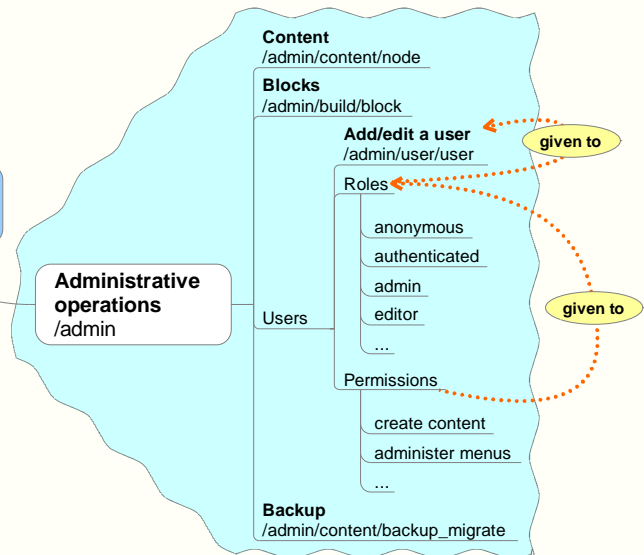 Content
/admin/content/node
Blocks
/admin/build/block
Add/edit a user
/admin/user/user
given to
Roles
anonymous
authenticated
Administrative
operations
/admin
admin
editor
given to
Users
...
Permissions
create content
administer menus
...
Backup
/admin/content/backup_migrate